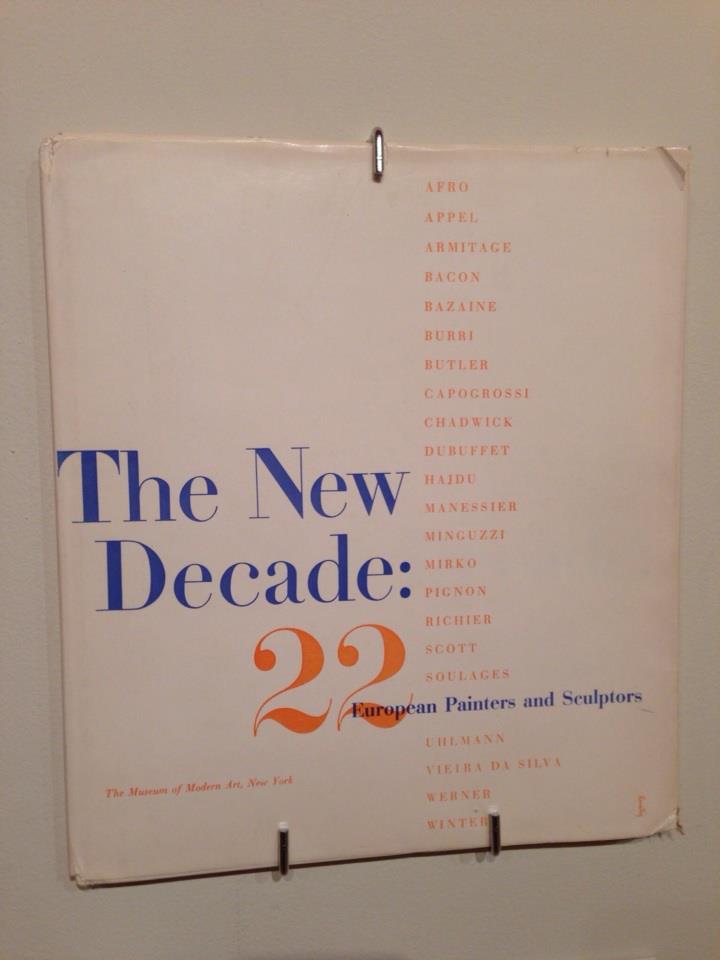 AFRO
APPEL
ARMITAGE
BACON
BAZAINE
BURRI
BUTLER
CAPOGROSSI
CHADWICK
DUBUFFET
HAJDU
MANESSIER
MINGUZZI
MIRKO
PIGNON
RICHIER
SCOTT
SOULAGES
UHLMANN
VIEIRA DA SILVA
WERNER
WINTER
The New
Decade:
22
European Painters and Sculptors
The Museum of Modern Art, New York